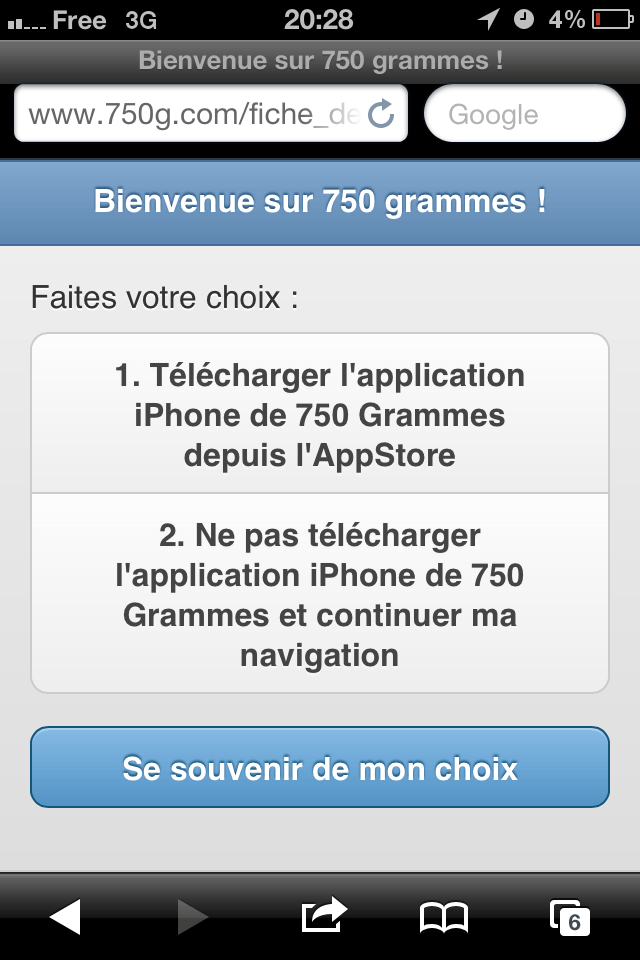 Free 3G 20:28 4%
Bienvenue sur 750 grammes !
www.750g.com/fiche_de Google
Bienvenue sur 750 grammes !
Faites votre choix :
1. Télécharger l'application
iPhone de 750 Grammes
depuis l'AppStore
2. Ne pas télécharger
l'application iPhone de 750
Grammes et continuer ma
navigation
Se souvenir de mon choix
6